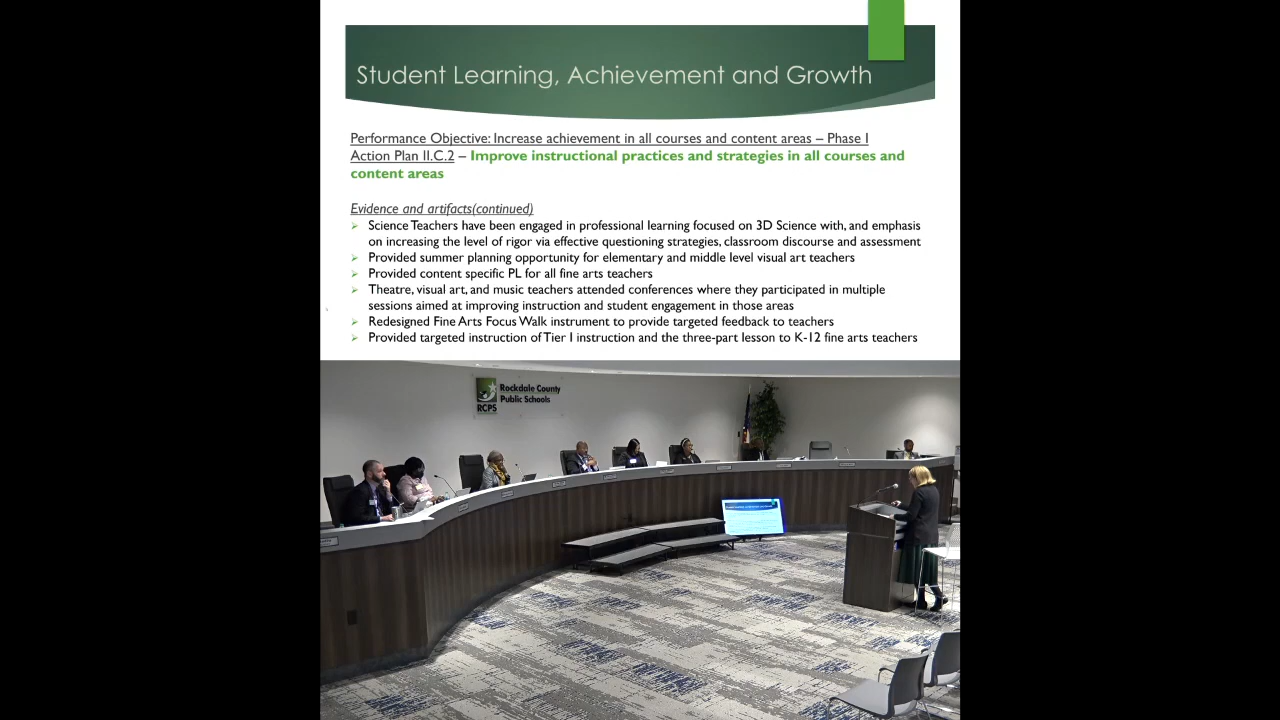 Student Learning, Achievement and Growth
Performance Objective: Increase achievement in all courses and content areas – Phase I
Action Plan II.C.2 – Improve instructional practices and strategies in all courses and
content areas
Evidence and artifacts(continued)
Science Teachers have been engaged in professional learning focused on 3D Science with, and emphasis
on increasing the level of rigor via effective questioning strategies, classroom discourse and assessment
Provided summer planning opportunity for elementary and middle level visual art teachers
Provided content specific PL for all fine arts teachers
Theatre, visual art, and music teachers attended conferences where they participated in multiple
sessions aimed at improving instruction and student engagement in those areas
Redesigned Fine Arts Focus Walk instrument to provide targeted feedback to teachers
Provided targeted instruction of Tier I instruction and the three-part lesson to K-12 fine arts teachers
Rockdale County
Public Schools
RCPS